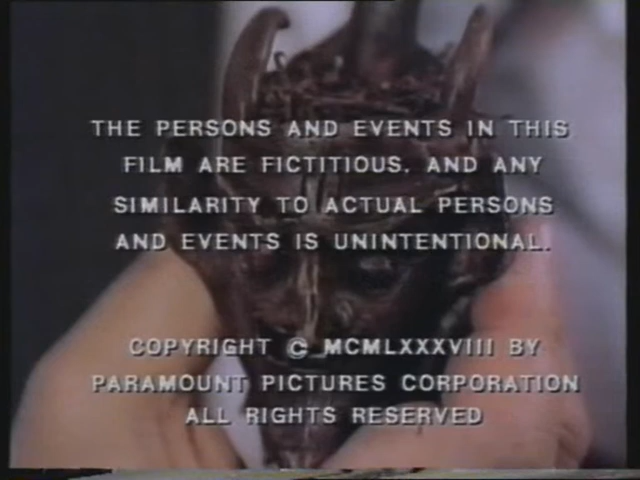 THE PERSONS AND EVENTS IN THIS
FILM ARE FICTITIOUS. AND ANY
SIMILARITY TO ACTUAL PERSONS
AND EVENTS IS UNINTENTIONAL.
COPYRIGHT © MCMLXXXVIII BY
PARAMOUNT PICTURES CORPORATION
ALL RIGHTS RESERVED